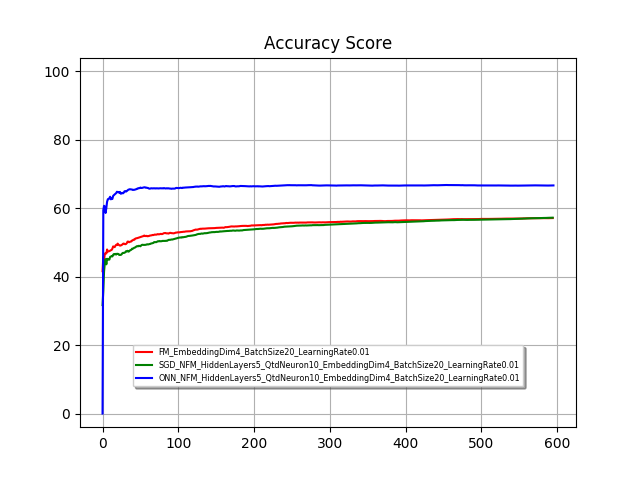 Accuracy Score
100
80
60
40
20
0
FM_EmbeddingDim4_BatchSize20_LearningRate0.01
SGD_NFM_HiddenLayers5_QtdNeuron10_EmbeddingDim4_BatchSize20_LearningRate0.01
ONN_NFM_HiddenLayers5_QtdNeuron10_EmbeddingDim4_BatchSize20_LearningRate0.01
0 100 200 300 400 500 600